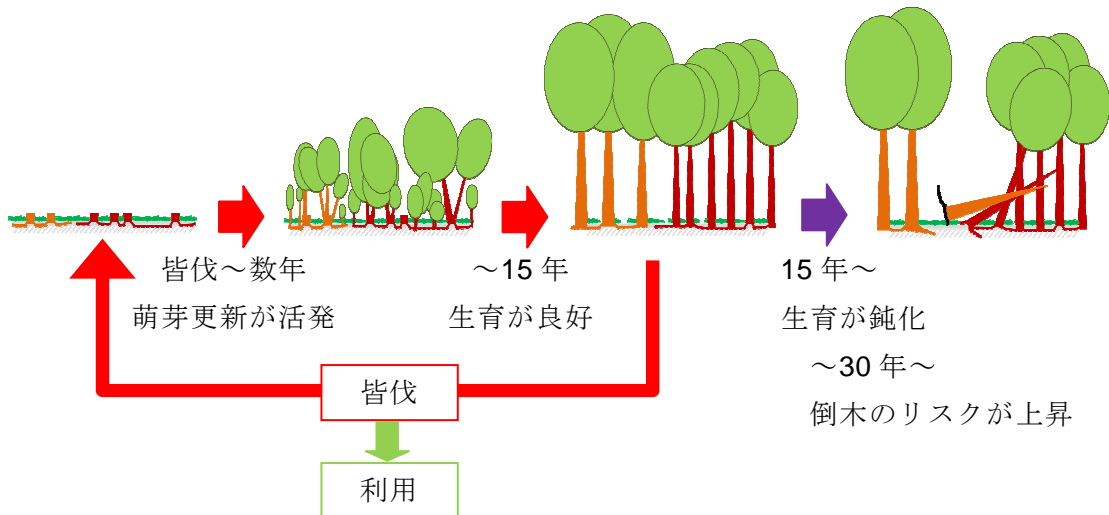 皆伐～数年
萌芽更新が活発
～15 年
生育が良好
15 年～
生育が鈍化
～30 年～
倒木のリスクが上昇
皆伐
利用